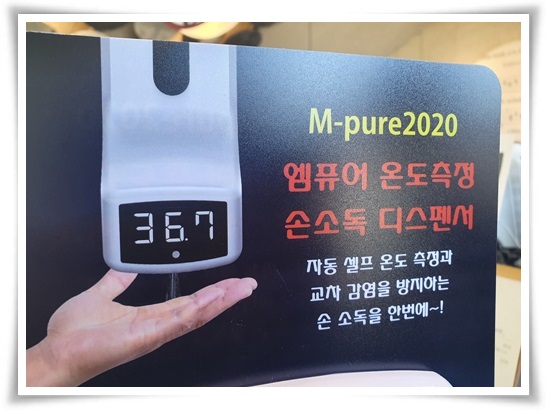 M-pure2020
엠퓨어 온도측정
손소독 디스펜서
36.7
자동 셀프 온도 측정과
교차 감염을 방지하는
손 소독을 안번에~!